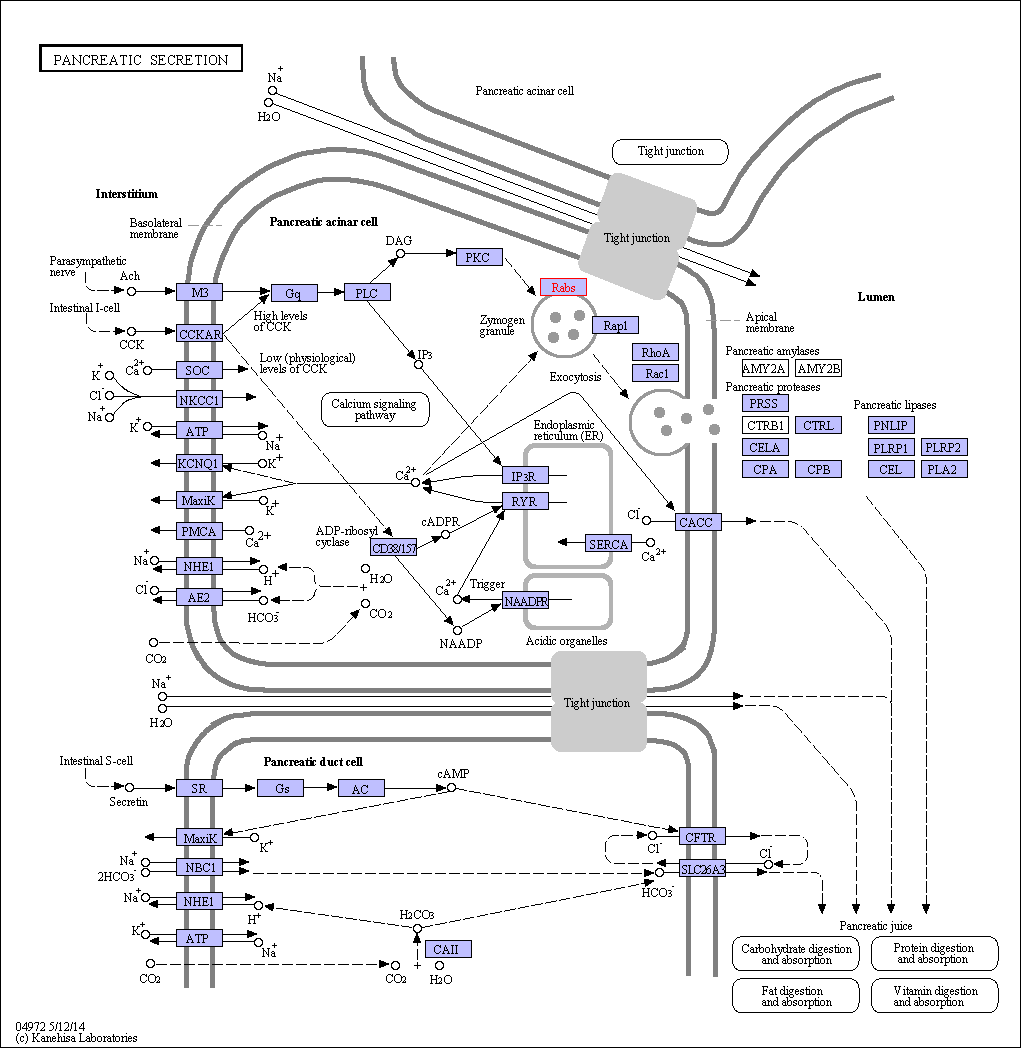 PANCREATIC SECRETION
Na+
H2O
Pancreatic acinar cell
Tight junction
Interstitium
Basolateral
membrane
Pancreatic acinar cell
Tight junction
Parasympathetic
nerve
Ach
DAG
PKC
M3
Gq
PLC
Rabs
Lumen
Intestinal I-cell
CCK
CCKAR
High levels
of CCK
Zymogen
granule
Rap1
Apical
membrane
Ca2+
SOC
Low (physiological)
levels of CCK
IP3
RhoA
Rac1
Exocytosis
Pancreatic amylases
AMY2A
AMY2B
Pancreatic proteases
K+
Cl-
Na+
NKCC1
Calcium signaling
pathway
PRSS
CTRB1
CTRL
CELA
CPA
CPB
Pancreatic lipases
PNLIP
PLRP1
PLRP2
CEL
PLA2
K+
ATP
Na+
Endoplasmic
reticulum (ER)
KCNQ1
K+
Ca2+
IP3R
MaxiK
K+
RYR
PMCA
Ca2+
ADP-ribosyl
cyclase
cADPR
Cl-
CACC
CD38/157
SERCA
Ca2+
Na+
NHE1
H+
H2O
Cl-
AE2
HCO3-
+
CO2
Ca2+
Trigger
NAADPR
CO2
NAADP
Acidic organelles
Na+
H2O
Tight junction
Intestinal S-cell
Secretin
Pancreatic duct cell
SR
Gs
AC
cAMP
MaxiK
K+
Cl-
CFTR
Cl-
Na+
2HCO3-
NBC1
SLC26A3
HCO3-
Na+
NHE1
H+
H2CO3
K+
ATP
Na+
CAII
+
CO2
CO2
H2O
Pancreatic juice
Carbohydrate digestion
and absorption
Protein digestion
and absorption
Fat digestion
and absorption
Vitamin digestion
and absorption
04972 5/12/14
(c) Kanehisa Laboratories